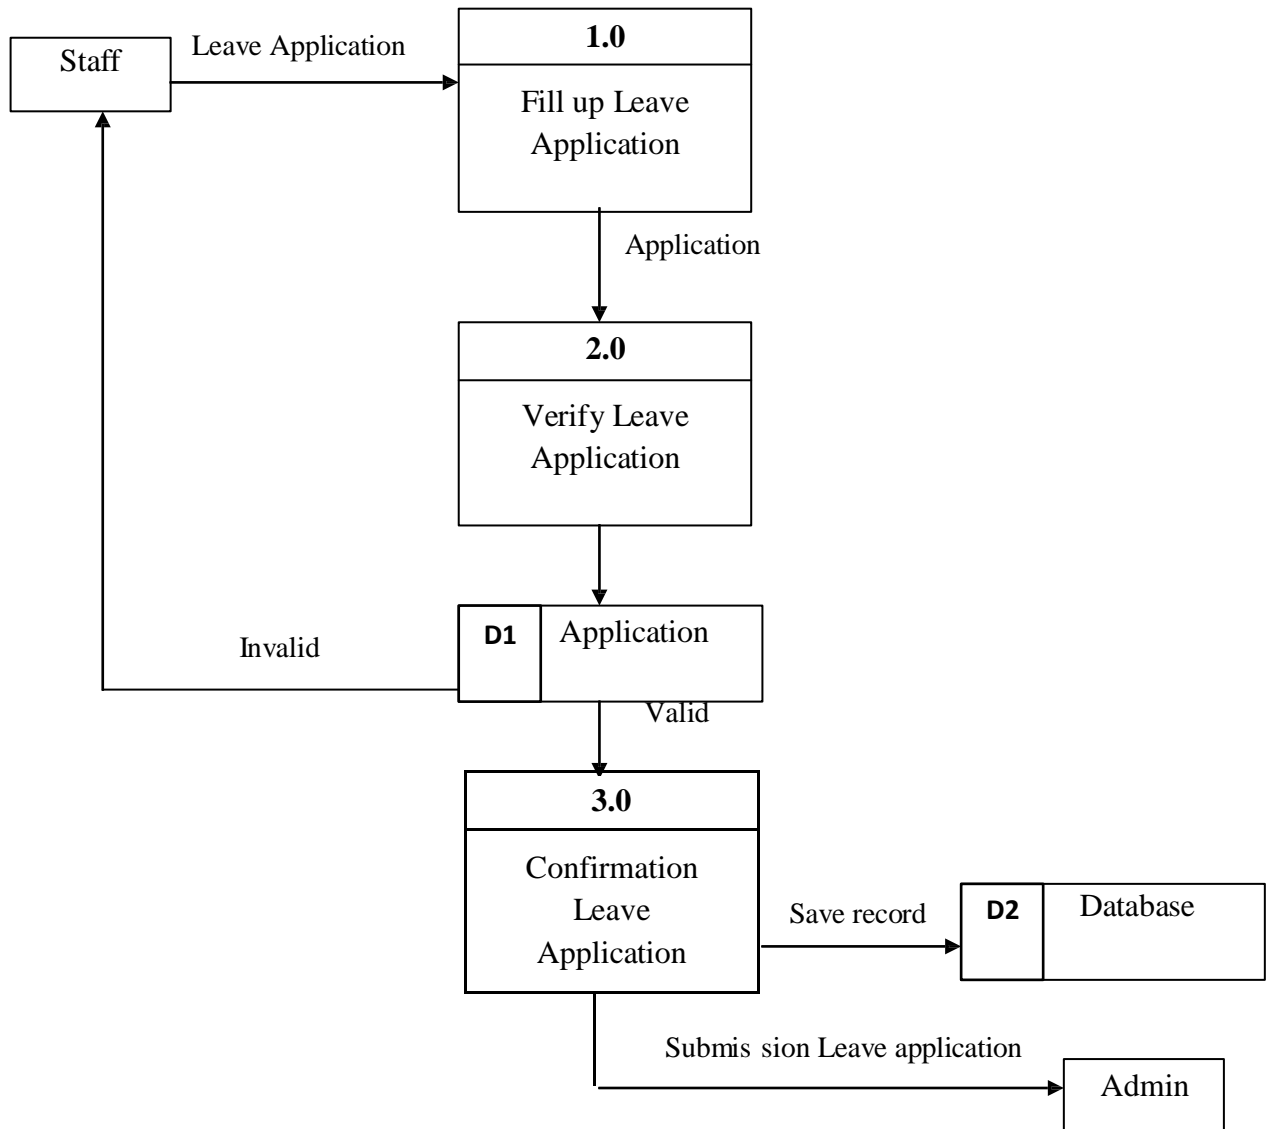 Staff
Leave Application
1.0
Fill up Leave
Application
Application
2.0
Verify Leave
Application
D1
Application
Invalid
Valid
3.0
Confirmation
Leave
Application
Save record
D2
Database
Submis sion Leave application
Admin